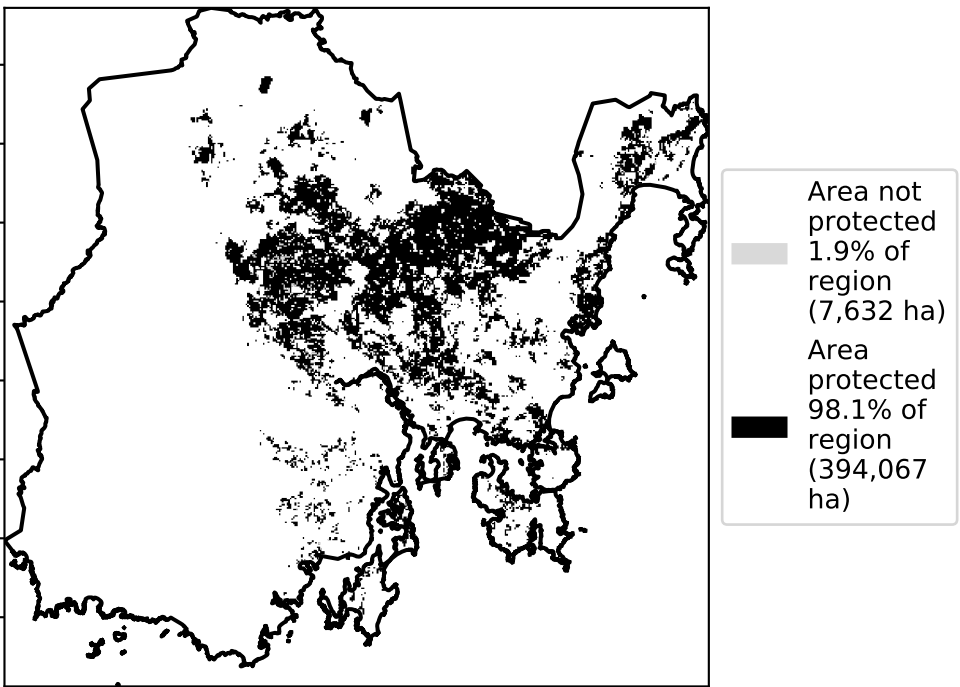 Area not
protected
1.9% of
region
(7,632 ha)
Area
protected
98.1% of
region
(394,067
ha)